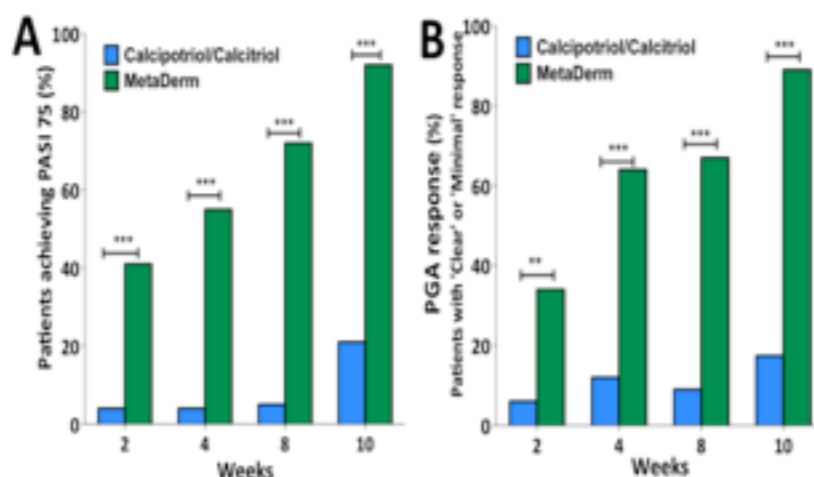 A
Calcipotriol/Calcitriol
MetaDerm
Patients achieving PASI 75 (%)
100
80
60
40
20
0
***
***
***
***
2 4 8 10
Weeks
B
Calcipotriol/Calcitriol
MetaDerm
PGA response (%)
Patients with 'Clear' or 'Minimal' response
100
80
60
40
20
0
**
***
***
***
2 4 8 10
Weeks